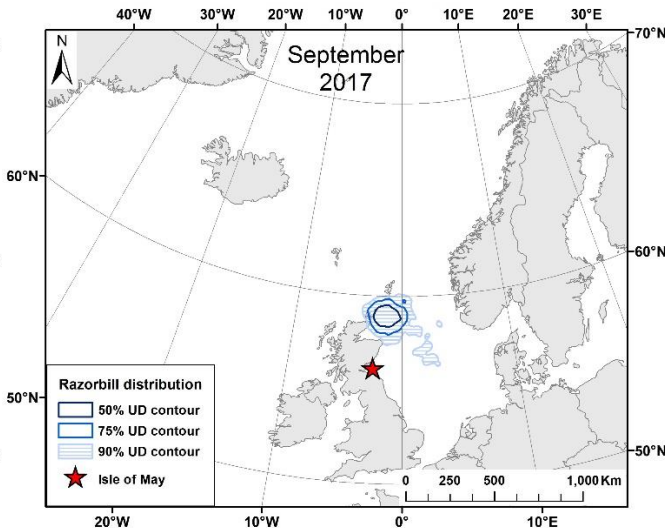 40°W 30°W 20°W 10°W 0° 10°E 20°E 30°E
70°N
N
September
2017
60°N
60°N
50°N
50°N
Razorbill distribution
50% UD contour
75% UD contour
90% UD contour
Isle of May
0 250 500 1,000 Km
20°W 10°W 0° 10°E